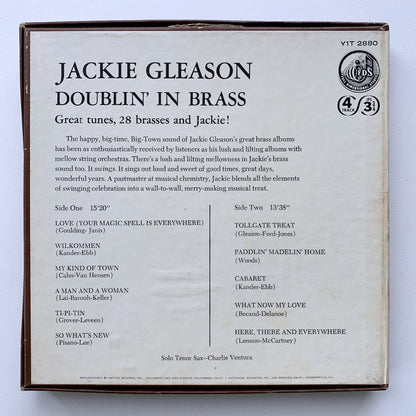 Y1T 2880
JACKIE GLEASON
DOUBLIN' IN BRASS
Great tunes, 28 brasses and Jackie!
4 TRACK
3¾
The happy, big-time, Big-Town sound of Jackie Gleason's great brass albums
has been as enthusiastically received by listeners as his lush and lilting albums with
mellow string orchestras. There's a lush and lilting mellowness in Jackie's brass
sound too. It swings. It sings out loud and sweet of good times, great days,
wonderful years. A pastmaster at musical chemistry, Jackie blends all the elements
of swinging celebration into a wall-to-wall, merry-making musical treat.
Side One 15'20"
LOVE (YOUR MAGIC SPELL IS EVERYWHERE)
(Goulding- Janis)
WILKOMMEN
(Kander-Ebb)
MY KIND OF TOWN
(Cahn-Van Heusen)
A MAN AND A WOMAN
(Lai-Barouh-Keller)
TI-PI-TIN
(Grover-Leveen)
SO WHAT'S NEW
(Pisano-Lee)
Side Two 13'38"
TOLLGATE TREAT
(Gleason-Ford-Jones)
PADDLIN' MADELIN' HOME
(Woods)
CABARET
(Kander-Ebb)
WHAT NOW MY LOVE
(Becaud-Delanoe)
HERE, THERE AND EVERYWHERE
(Lennon-McCartney)
Solo Tenor Sax—Charlie Ventura